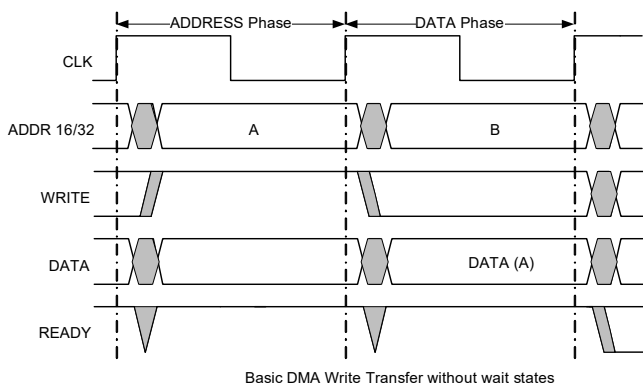 ADDRESS Phase DATA Phase
CLK
ADDR 16/32 A B
WRITE
DATA DATA (A)
READY
Basic DMA Write Transfer without wait states